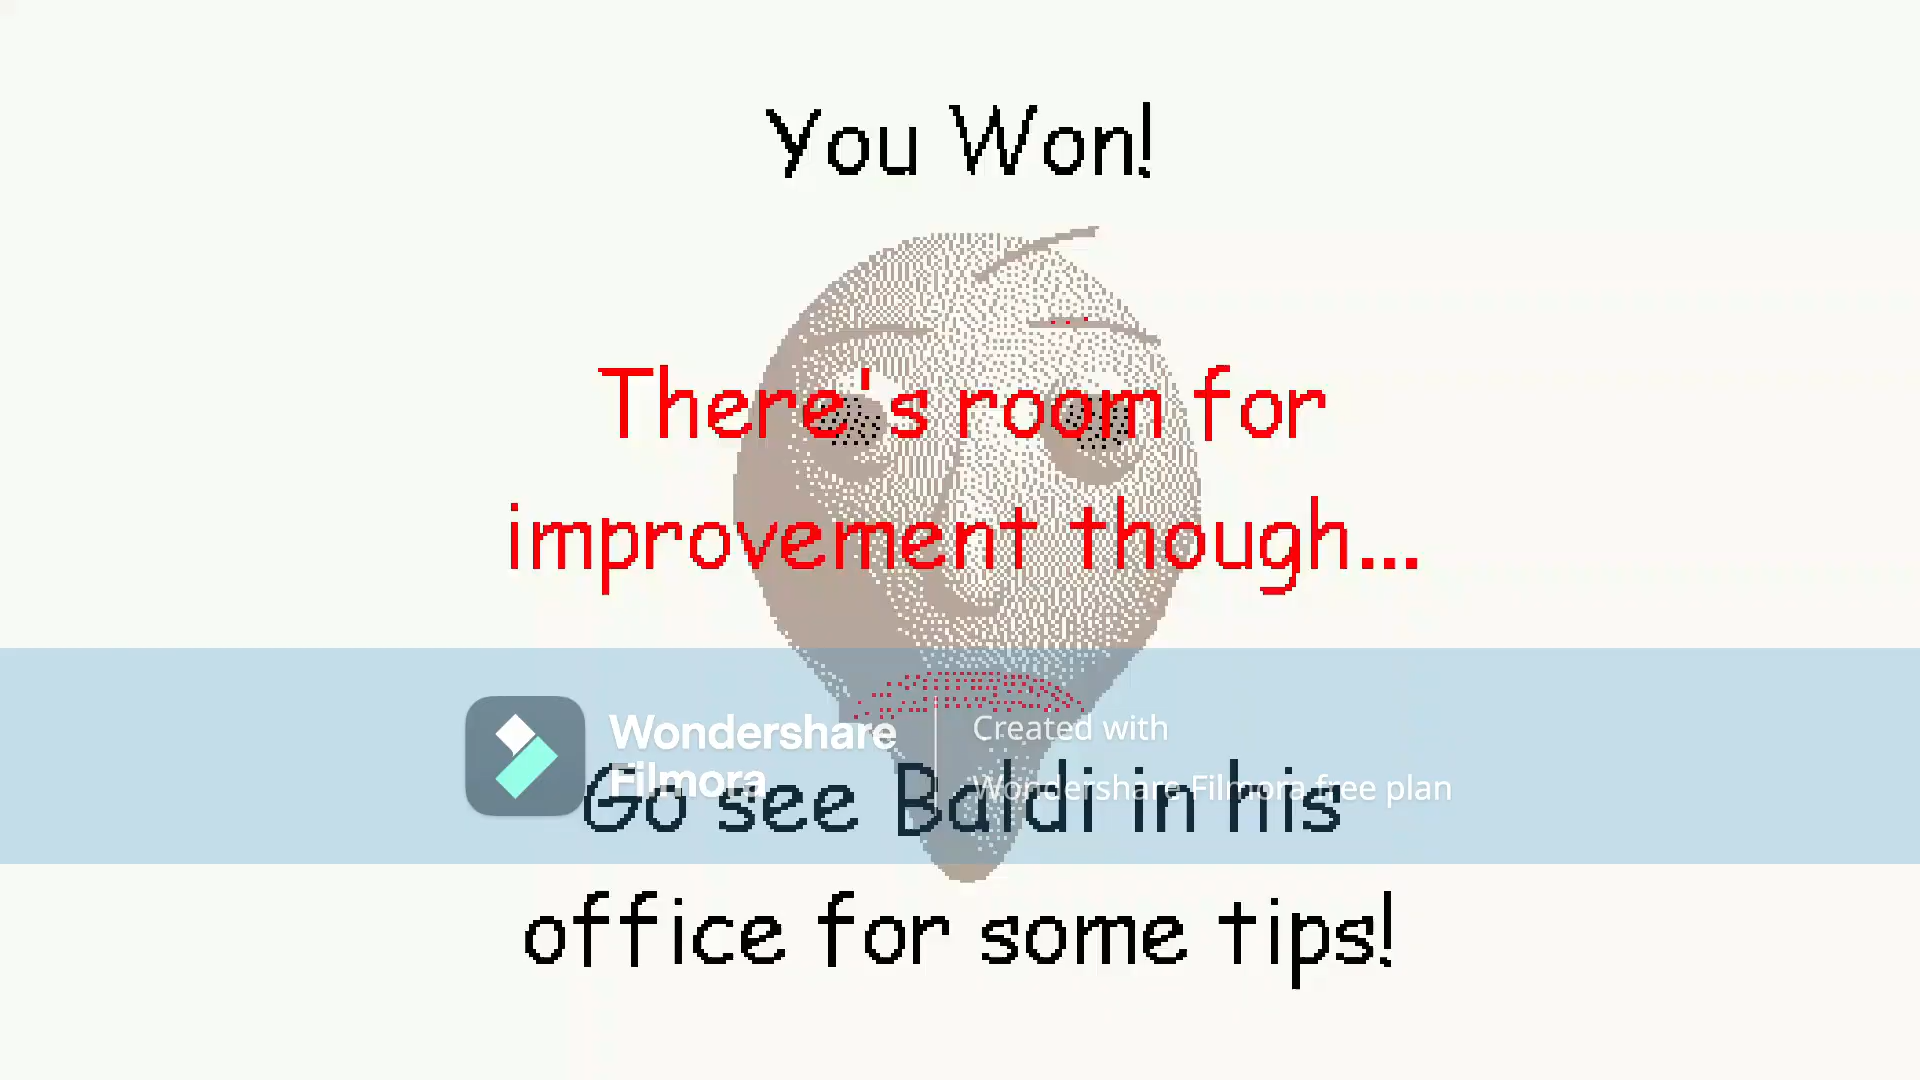 You Won!
There's room for
improvement though...
Wondershare
Filmora
Created with
Wondershare Filmora free plan
Go see Baldi in his
office for some tips!